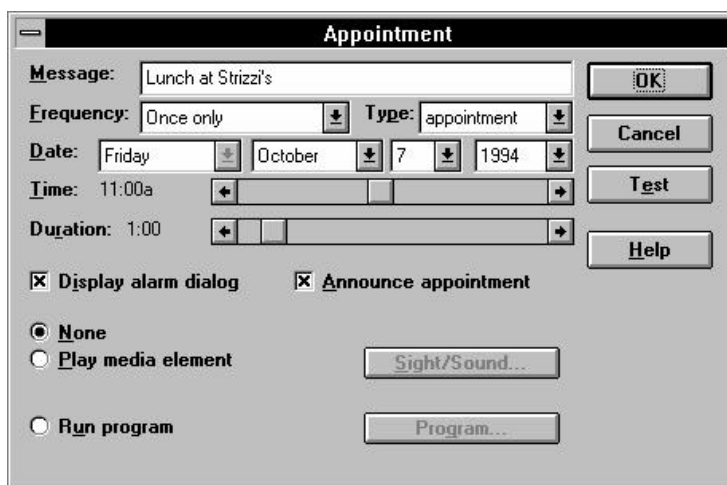 Appointment
Message: Lunch at Strizzi's
OK
Frequency: Once only Type: appointment
Cancel
Date: Friday October 7 1994
Time: 11:00a
Test
Duration: 1:00
Help
Display alarm dialog Announce appointment
None
Play media element Sight/Sound...
Run program Program...